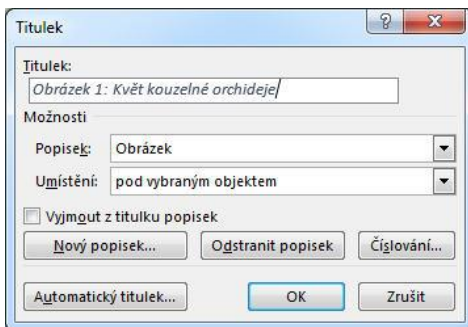 Titulek
Titulek:
Obrázek 1: Květ kouzelné orchideje
Možnosti
Popisek: Obrázek
Umístění: pod vybraným objektem
Vyjmout z titulku popisek
Nový popisek... Odstranit popisek Číslování...
Automatický titulek... OK Zrušit